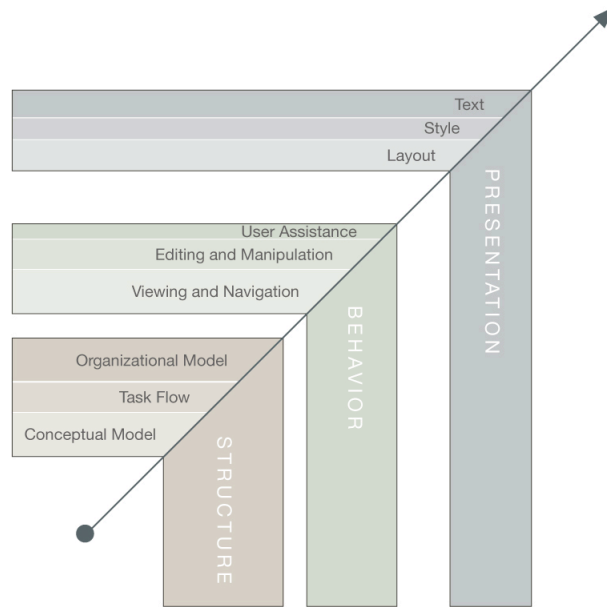 Text
Style
Layout
PRESENTATION
User Assistance
Editing and Manipulation
Viewing and Navigation
BEHAVIOR
Organizational Model
Task Flow
Conceptual Model
STRUCTURE